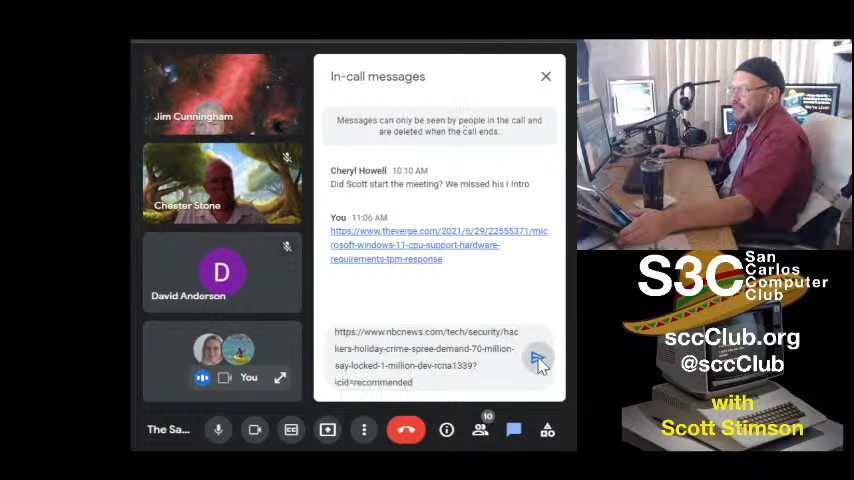 Jim Cunningham
Chester Stone
D
David Anderson
You
In-call messages
Messages can only be seen by people in the call and
are deleted when the call ends.
Cheryl Howell 10:10 AM
Did Scott start the meeting? We missed his I Intro
You 11:06 AM
https://www.theverge.com/2021/6/29/22555371/mic
rosoft-windows-11-cpu-support-hardware-
requirements-tpm-response
https://www.nbcnews.com/tech/security/hac
kers-holiday-crime-spree-demand-70-million-
say-locked-1-million-dev-rcna1339?
icid=recommended
The Sa...
CC
10
S3C San
Carlos
Computer
Club
sccClub.org
@sccClub
with
Scott Stimson